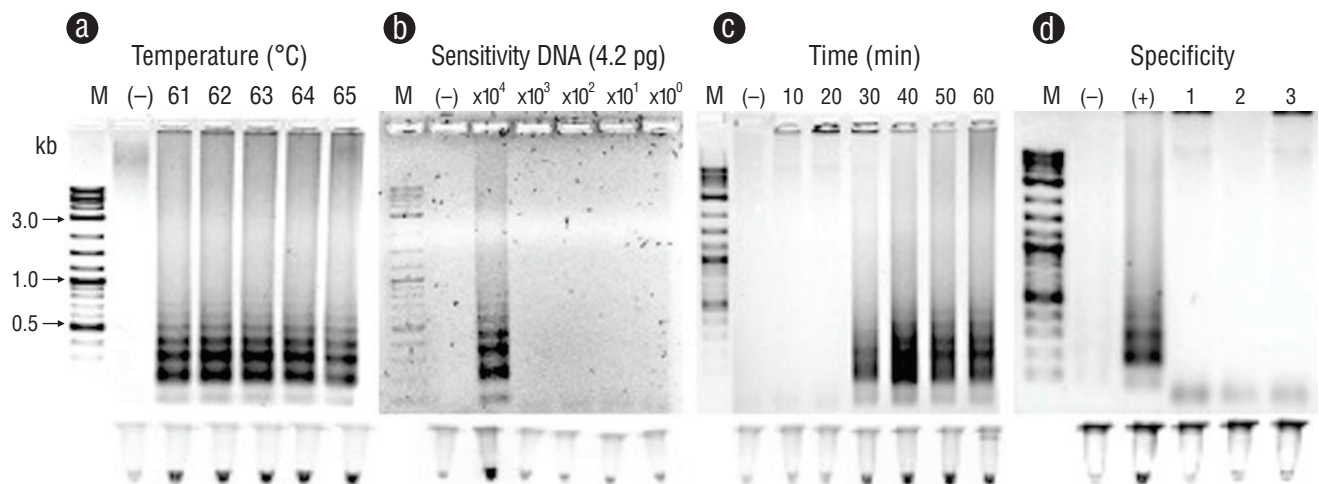 a
Temperature (°C)
M (–) 61 62 63 64 65
kb
3.0
1.0
0.5
b
Sensitivity DNA (4.2 pg)
M (–) x10⁴ x10³ x10² x10¹ x10⁰
c
Time (min)
M (–) 10 20 30 40 50 60
d
Specificity
M (–) (+) 1 2 3